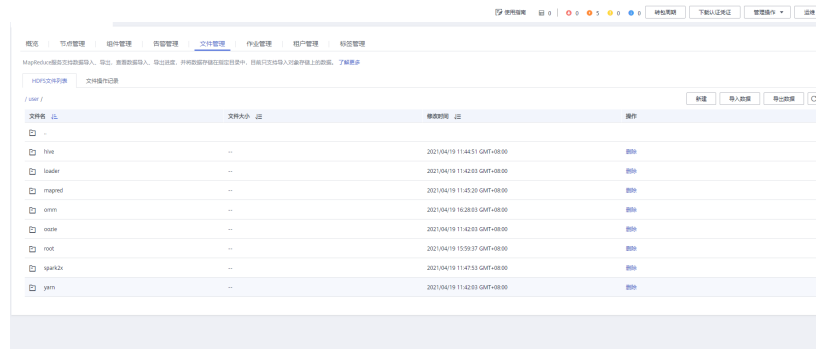 使用指南 0 0 5 0 0 转包周期 下载认证凭证 管理操作 运维
概览 节点管理 组件管理 告警管理 文件管理 作业管理 租户管理 标签管理
MapReduce服务支持数据导入、导出、查看数据导入、导出进度，并将数据存储在指定目录中，目前只支持导入对象存储上的数据。 了解更多
HDFS文件列表 文件操作记录
/ user / 新建 导入数据 导出数据
文件名 文件大小 修改时间 操作
..
hive -- 2021/04/19 11:44:51 GMT+08:00 删除
loader -- 2021/04/19 11:42:03 GMT+08:00 删除
mapred -- 2021/04/19 11:45:20 GMT+08:00 删除
omm -- 2021/04/19 16:28:03 GMT+08:00 删除
oozie -- 2021/04/19 11:42:03 GMT+08:00 删除
root -- 2021/04/19 15:59:37 GMT+08:00 删除
spark2x -- 2021/04/19 11:47:53 GMT+08:00 删除
yarn -- 2021/04/19 11:42:03 GMT+08:00 删除